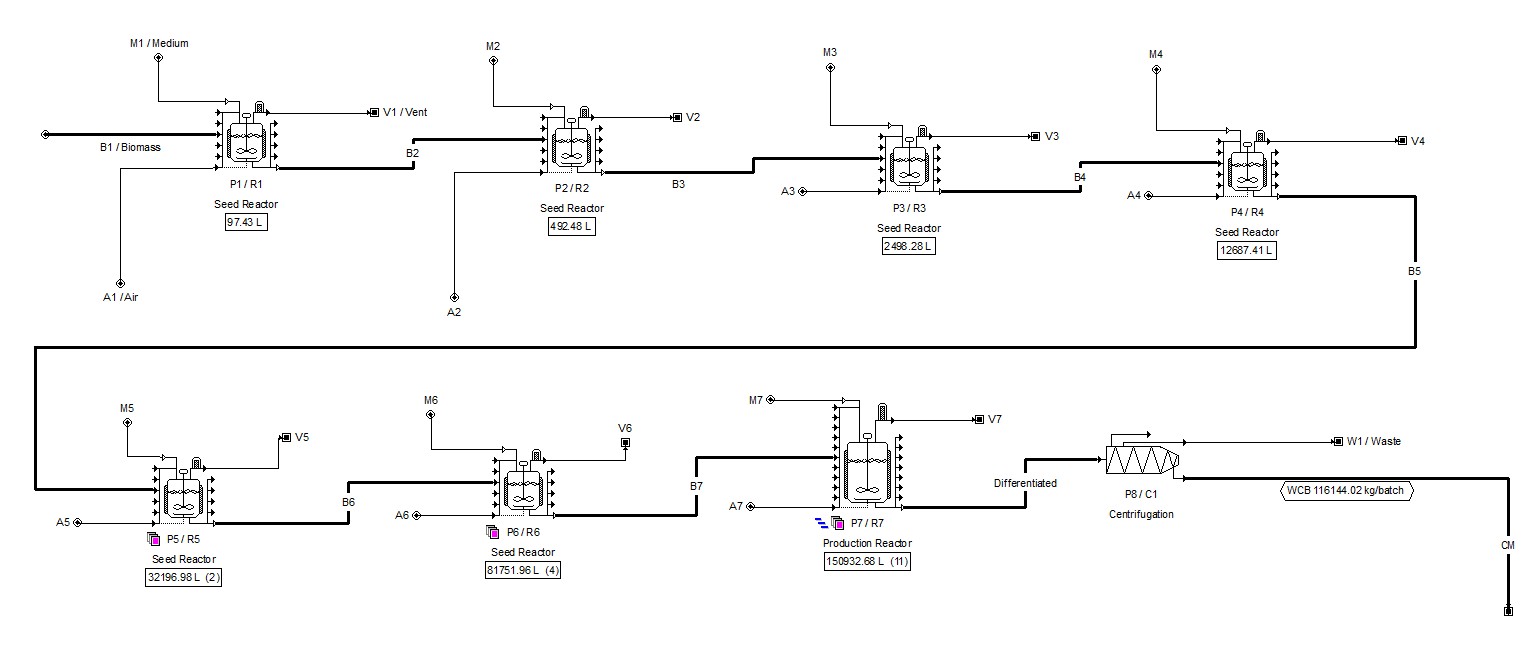 M1 / Medium
V1 / Vent
B1 / Biomass
P1 / R1
Seed Reactor
97.43 L
A1 / Air
B2
M2
V2
P2 / R2
Seed Reactor
492.48 L
A2
B3
M3
V3
A3
P3 / R3
Seed Reactor
2498.28 L
B4
M4
V4
A4
P4 / R4
Seed Reactor
12687.41 L
B5
M5
V5
A5
P5 / R5
Seed Reactor
32196.98 L (2)
B6
M6
V6
A6
P6 / R6
Seed Reactor
81751.96 L (4)
B7
M7
V7
A7
P7 / R7
Production Reactor
150932.68 L (11)
Differentiated
P8 / C1
Centrifugation
W1 / Waste
WCB 116144.02 kg/batch
CM